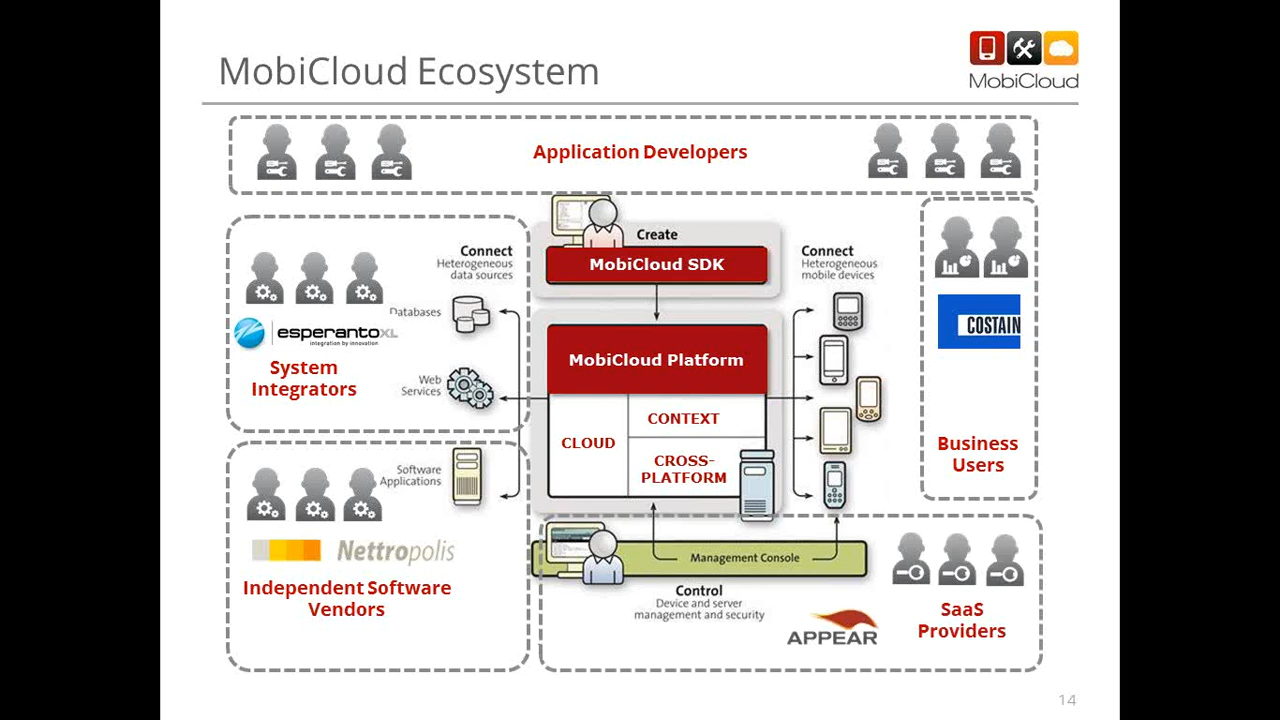 MobiCloud Ecosystem
MobiCloud
Application Developers
Create
MobiCloud SDK
Connect
Heterogeneous
data sources
Databases
Web
Services
Software
Applications
esperantoXL
integration by innovation
System
Integrators
Nettropolis
Independent Software
Vendors
MobiCloud Platform
CLOUD
CONTEXT
CROSS-
PLATFORM
Connect
Heterogeneous
mobile devices
COSTAIN
Business
Users
Management Console
Control
Device and server
management and security
APPEAR
SaaS
Providers
14